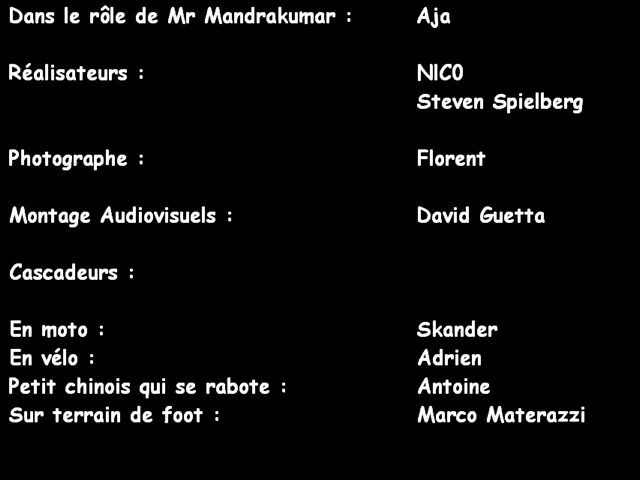 Dans le rôle de Mr Mandrakumar : Aja
Réalisateurs : NIC0
Steven Spielberg
Photographe : Florent
Montage Audiovisuels : David Guetta
Cascadeurs :
En moto : Skander
En vélo : Adrien
Petit chinois qui se rabote : Antoine
Sur terrain de foot : Marco Materazzi